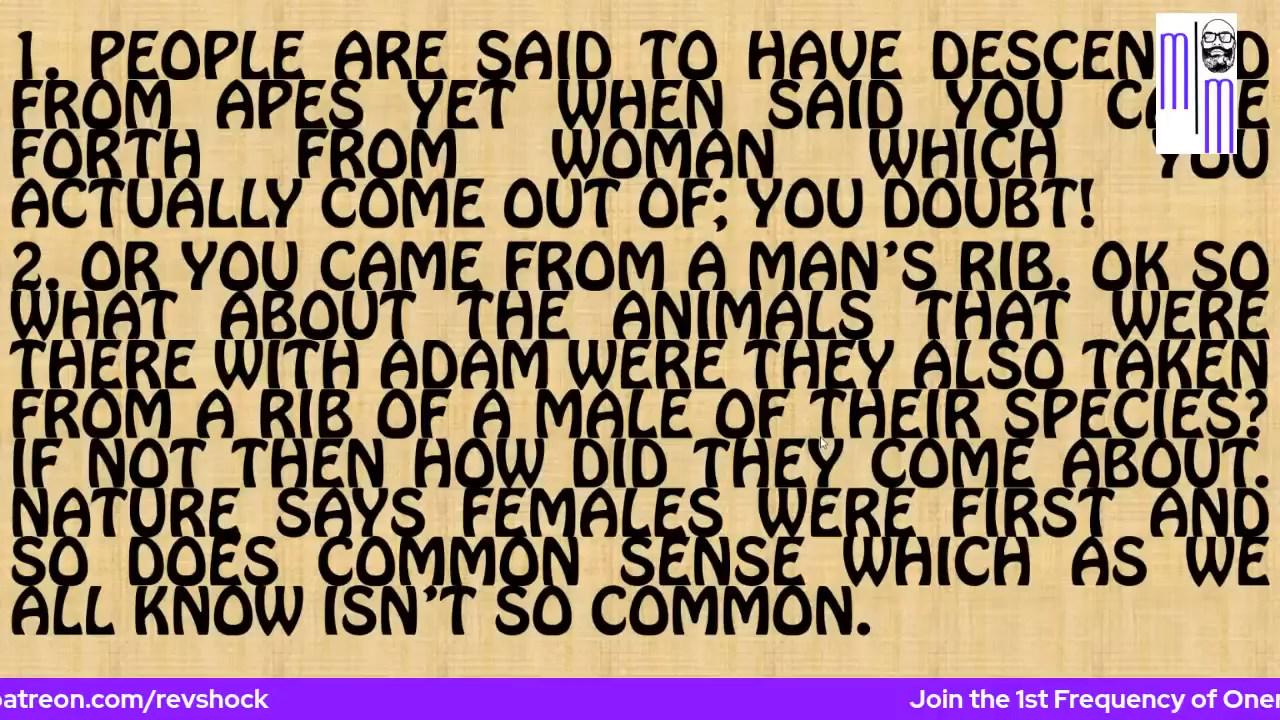 1. PEOPLE ARE SAID TO HAVE
FROM APES YET WHEN SAID YOU
FORTH FROM WOMAN WHICH YOU
ACTUALLY COME OUT OF; YOU DOUBT!
2. OR YOU CAME FROM A MAN’S RIB. OK SO
WHAT ABOUT THE ANIMALS THAT WERE
THERE WITH ADAM WERE THEY ALSO TAKEN
FROM A RIB OF A MALE OF THEIR SPECIES?
IF NOT THEN HOW DID THEY COME ABOUT.
NATURE SAYS FEMALES WERE FIRST AND
SO DOES COMMON SENSE WHICH AS WE
ALL KNOW ISN’T SO COMMON.
m
m
patreon.com/revshock
Join the 1st Frequency of